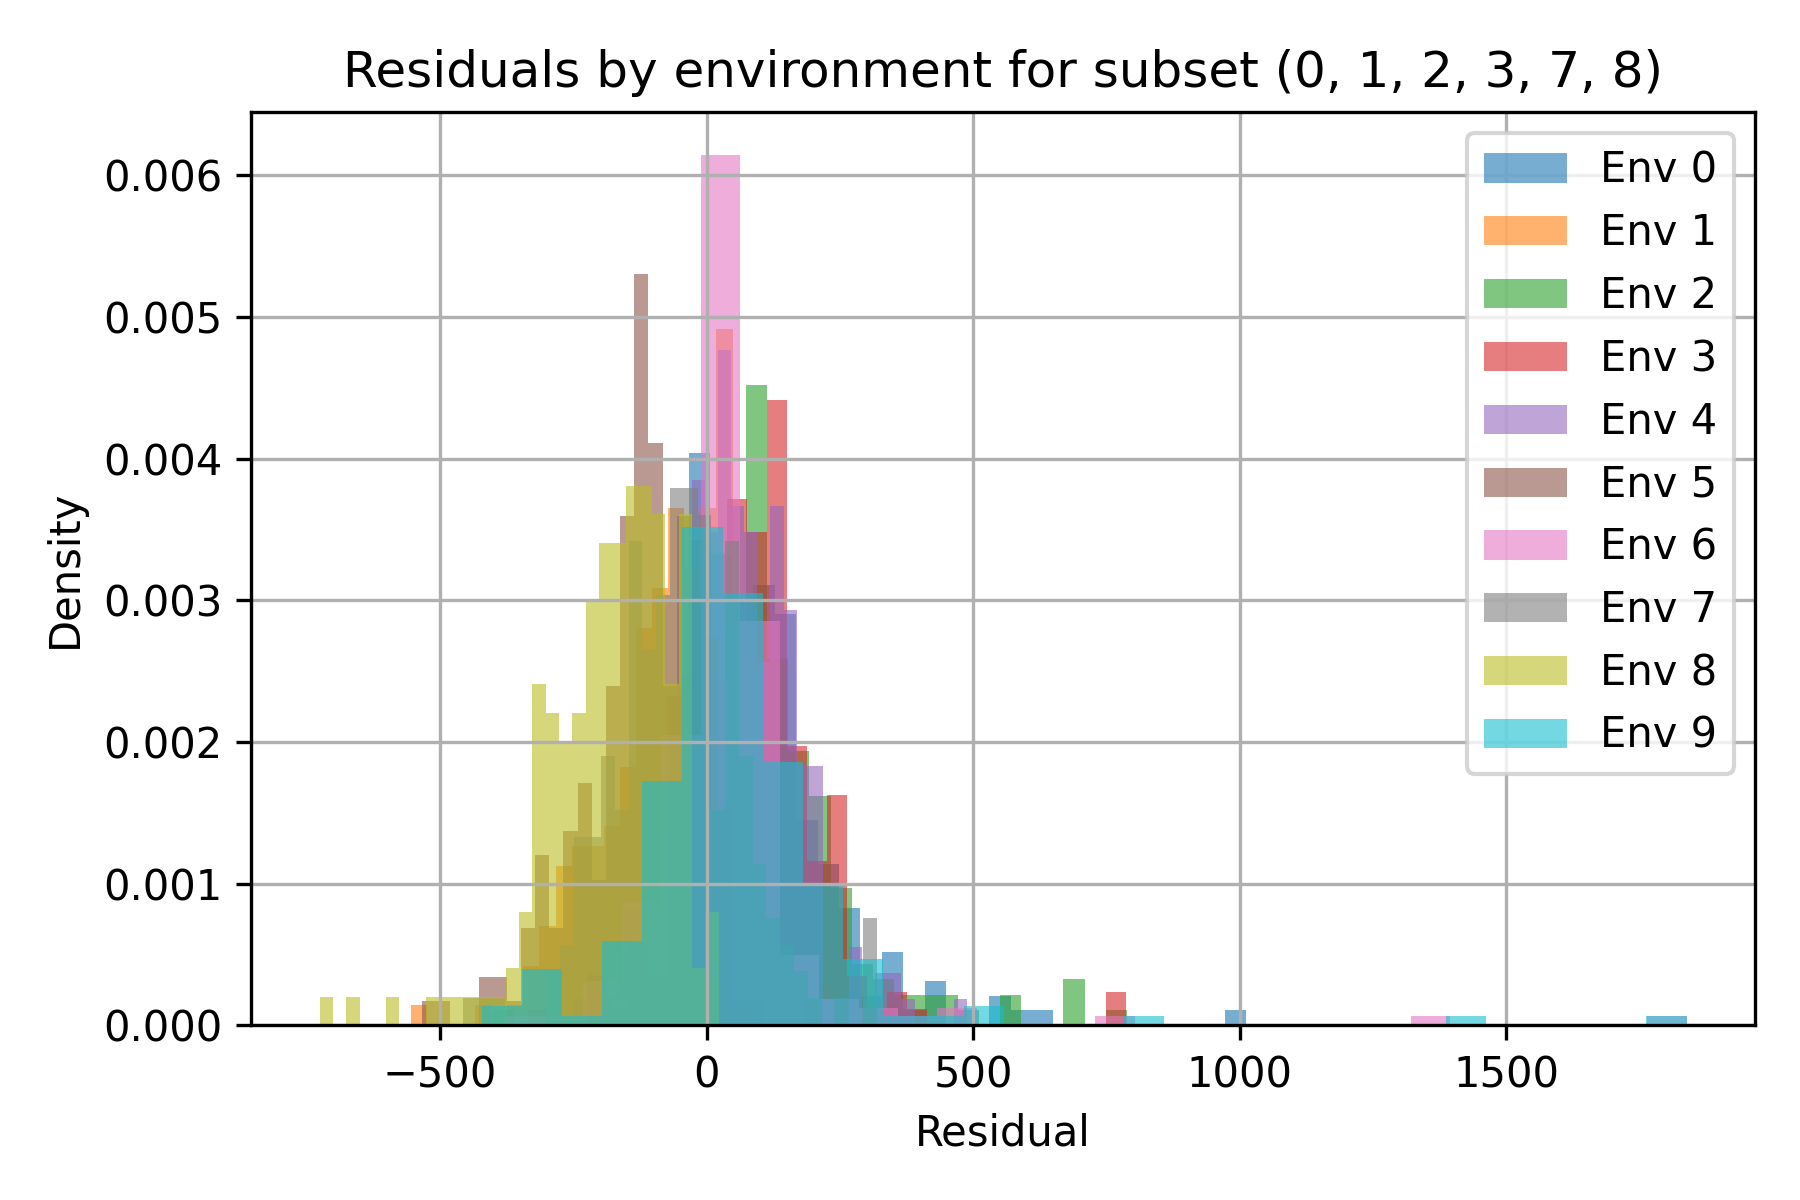 Residuals by environment for subset (0, 1, 2, 3, 7, 8)
Density
0.006
0.005
0.004
0.003
0.002
0.001
0.000
−500
0
500
1000
1500
Residual
Env 0
Env 1
Env 2
Env 3
Env 4
Env 5
Env 6
Env 7
Env 8
Env 9